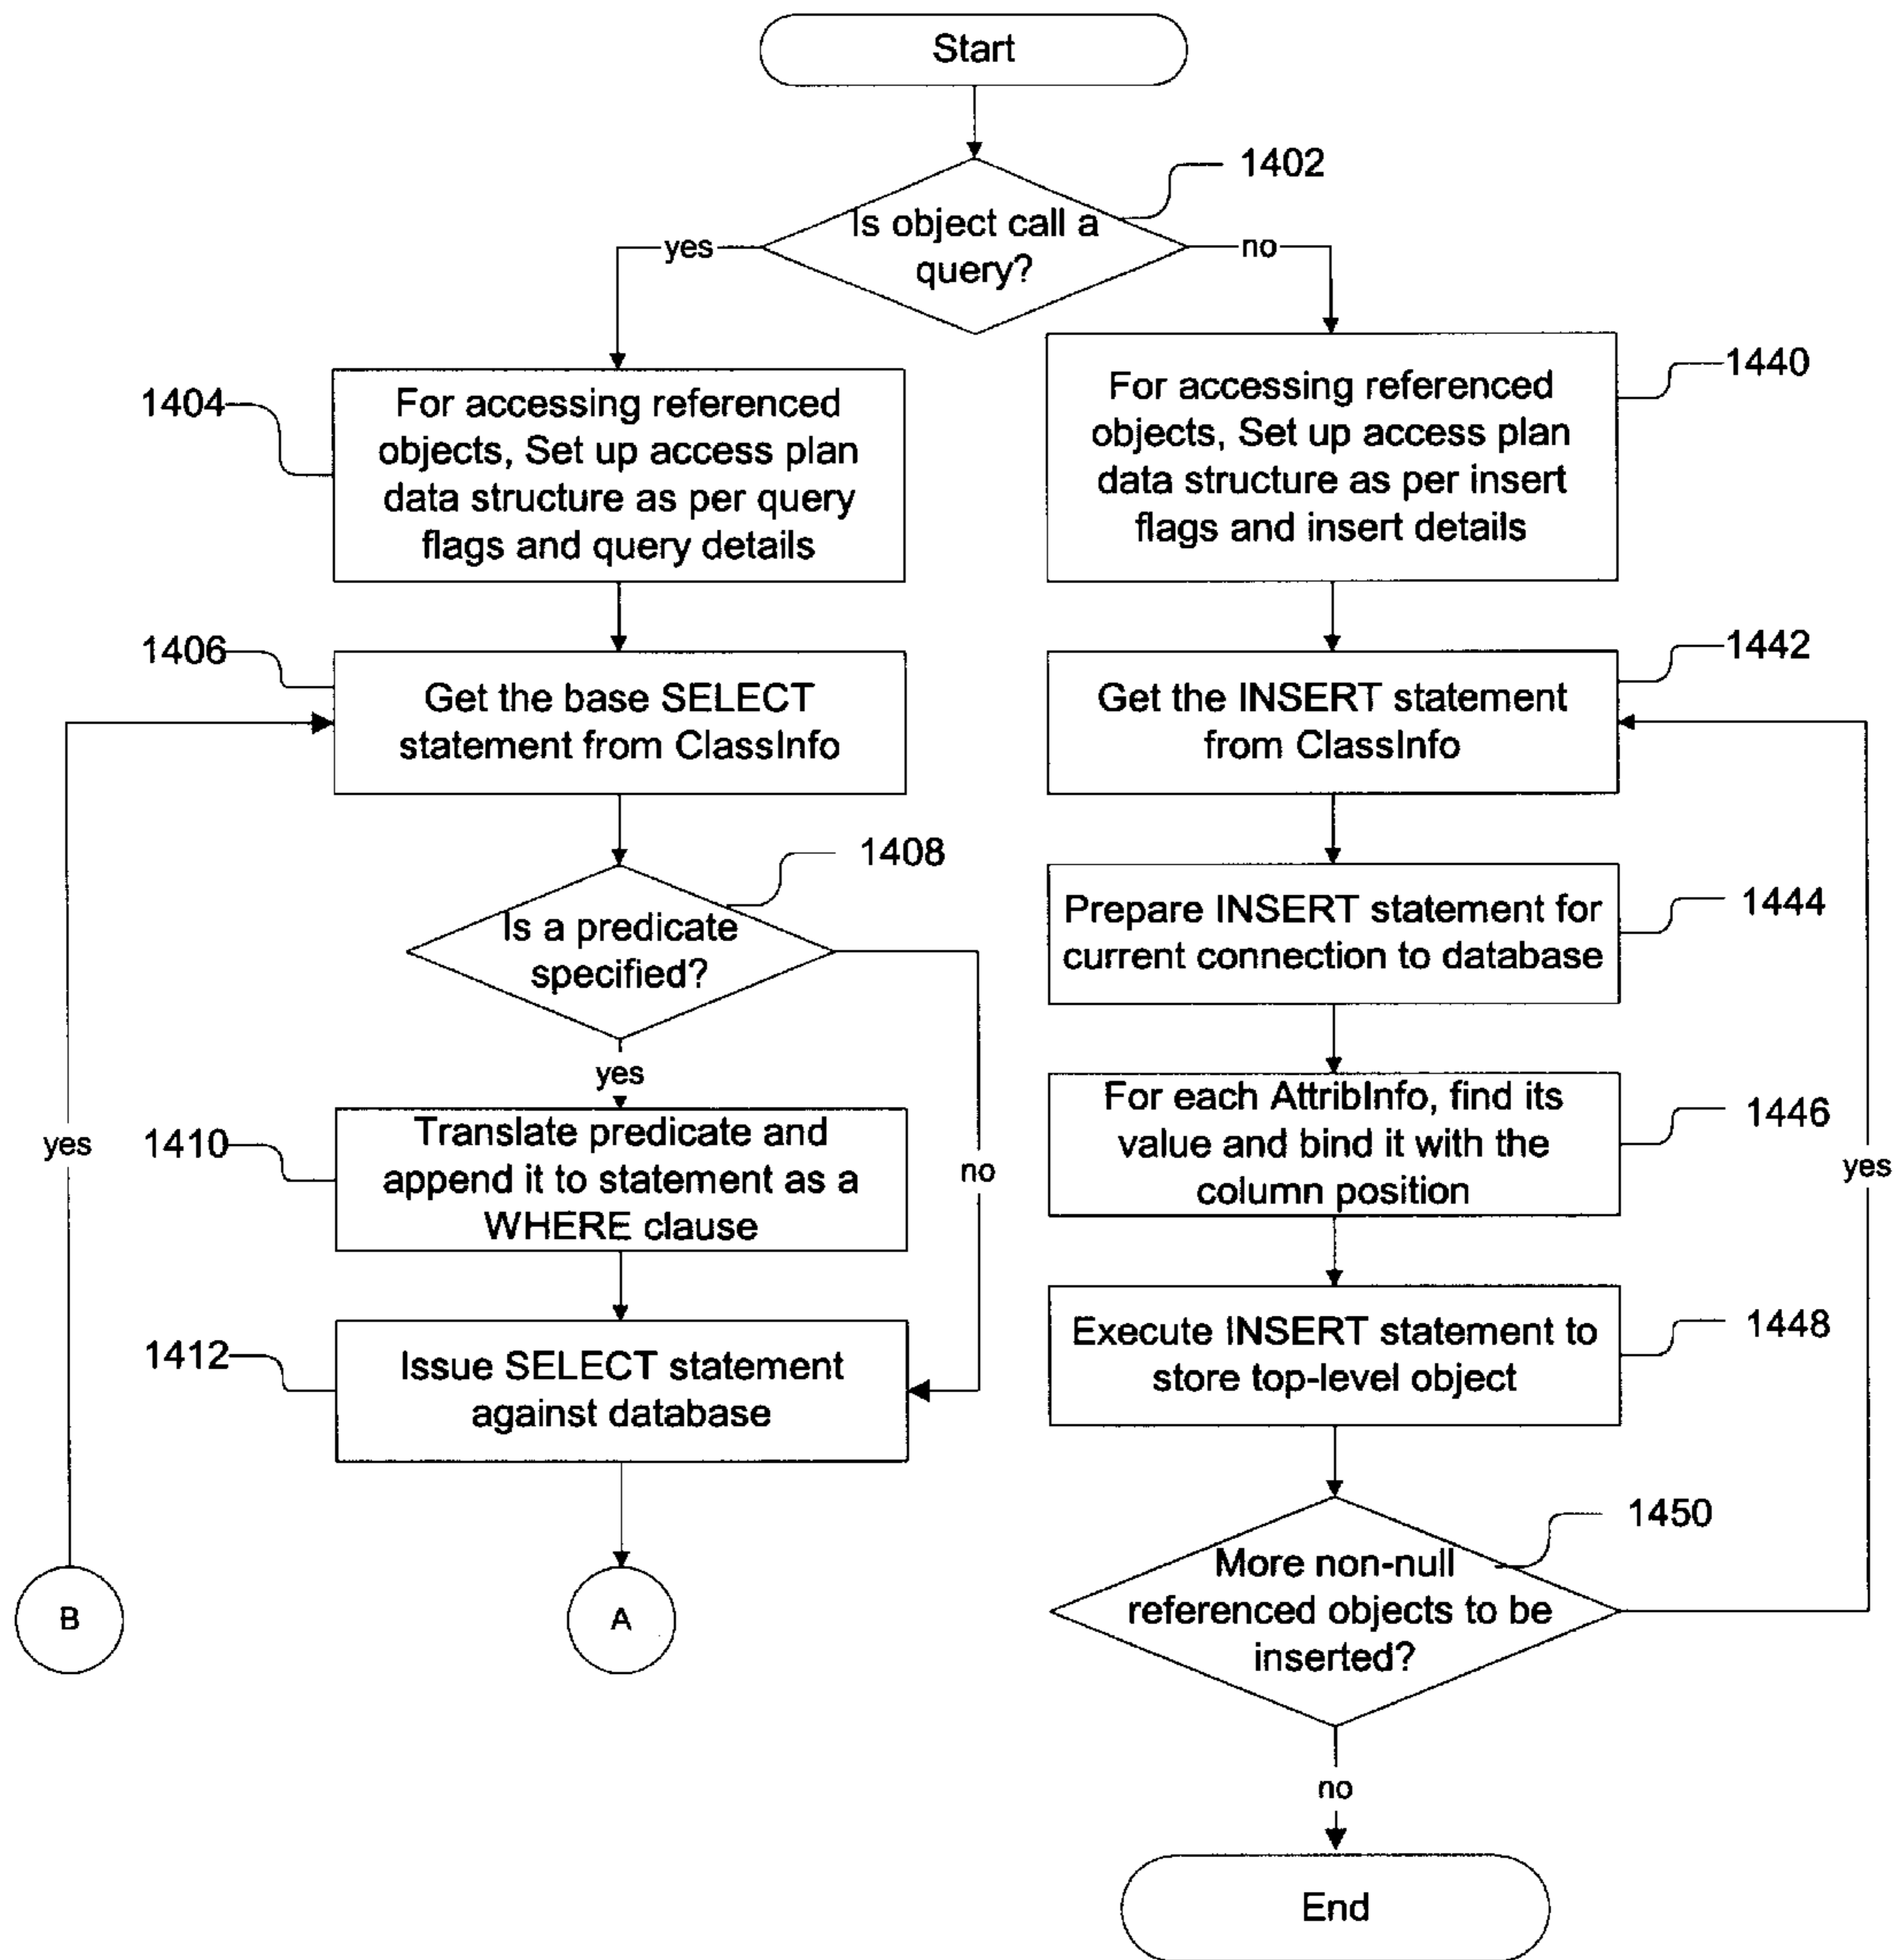 Start
1402
Is object call a
query?
yes
no
1404
For accessing referenced
objects, Set up access plan
data structure as per query
flags and query details
1440
For accessing referenced
objects, Set up access plan
data structure as per insert
flags and insert details
1406
Get the base SELECT
statement from ClassInfo
1442
Get the INSERT statement
from ClassInfo
1408
Is a predicate
specified?
yes
no
1444
Prepare INSERT statement for
current connection to database
yes
1410
Translate predicate and
append it to statement as a
WHERE clause
1446
For each AttribInfo, find its
value and bind it with the
column position
yes
1412
Issue SELECT statement
against database
1448
Execute INSERT statement to
store top-level object
B
A
1450
More non-null
referenced objects to be
inserted?
no
End